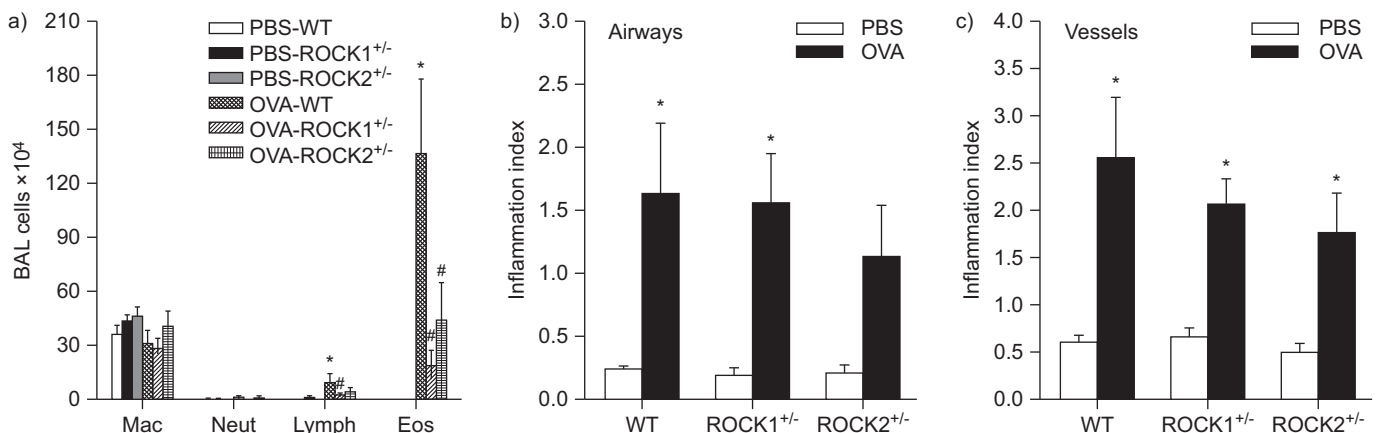 a)
BAL cells ×10⁴
210
180
150
120
90
60
30
0
PBS-WT
PBS-ROCK1⁺/⁻
PBS-ROCK2⁺/⁻
OVA-WT
OVA-ROCK1⁺/⁻
OVA-ROCK2⁺/⁻
*
#
*
#
#
Mac Neut Lymph Eos
b)
Inflammation index
3.0
2.5
2.0
1.5
1.0
0.5
0.0
Airways
PBS
OVA
* *
WT ROCK1⁺/⁻ ROCK2⁺/⁻
c)
Inflammation index
4.0
3.5
3.0
2.5
2.0
1.5
1.0
0.5
0.0
Vessels
PBS
OVA
* * *
WT ROCK1⁺/⁻ ROCK2⁺/⁻